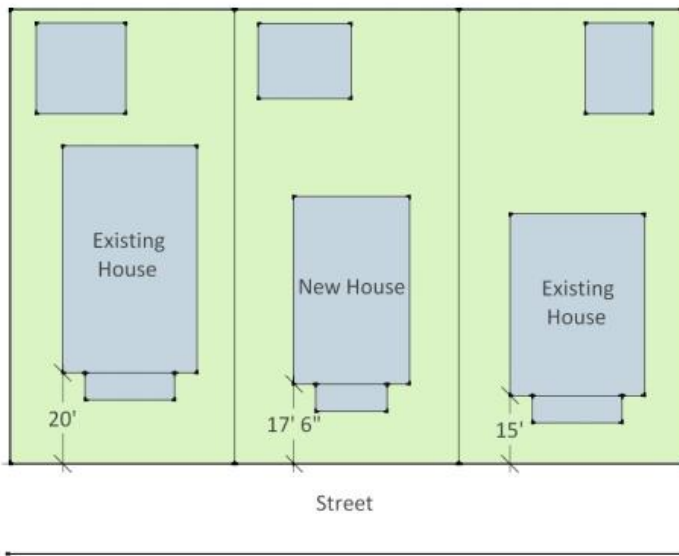 Existing
House
New House
Existing
House
20'
17' 6"
15'
Street